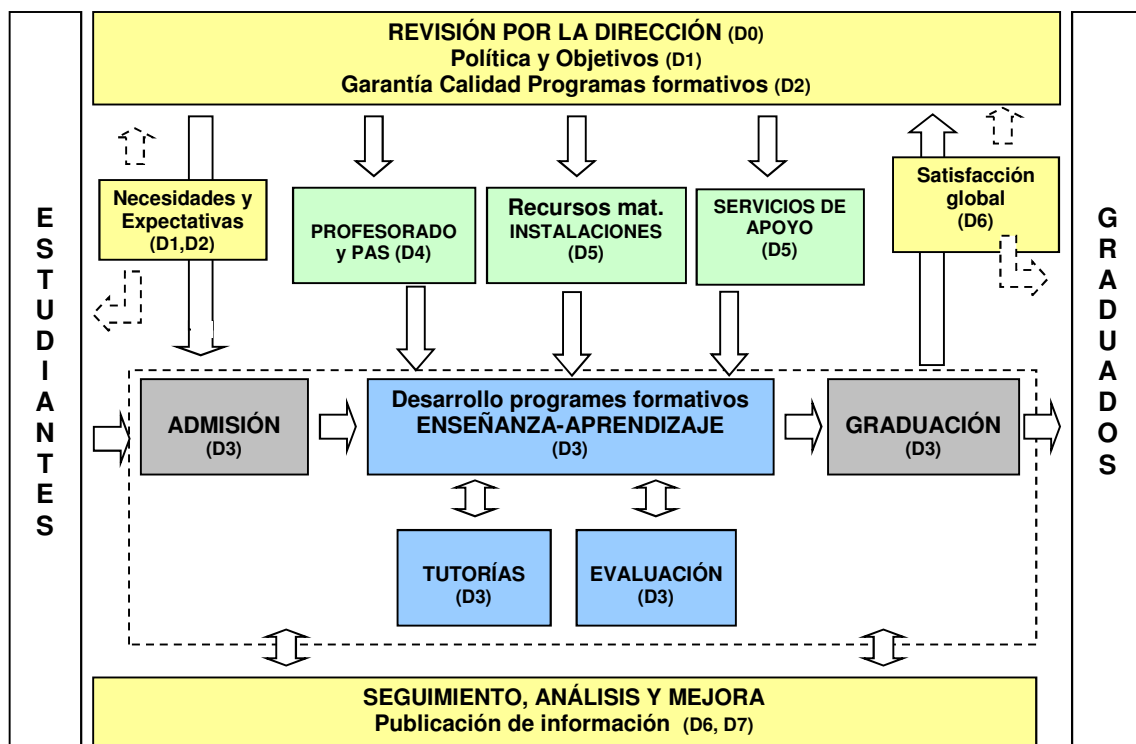 REVISIÓN POR LA DIRECCIÓN (D0)
Política y Objetivos (D1)
Garantía Calidad Programas formativos (D2)
ESTUDIANTES
Necesidades y
Expectativas
(D1,D2)
PROFESORADO
y PAS (D4)
Recursos mat.
INSTALACIONES
(D5)
SERVICIOS DE
APOYO
(D5)
Satisfacción
global
(D6)
GRADUADOS
ADMISIÓN
(D3)
Desarrollo programes formativos
ENSEÑANZA-APRENDIZAJE
(D3)
GRADUACIÓN
(D3)
TUTORÍAS
(D3)
EVALUACIÓN
(D3)
SEGUIMIENTO, ANÁLISIS Y MEJORA
Publicación de información (D6, D7)